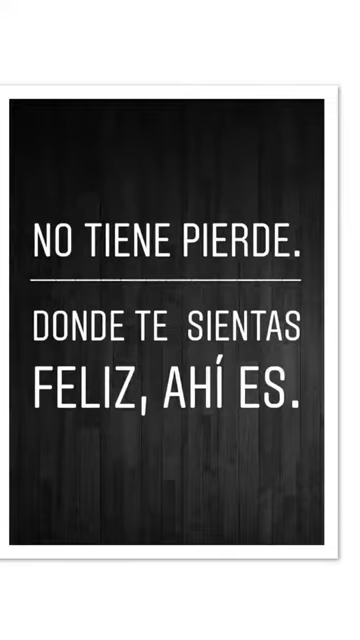 NO TIENE PIERDE.
DONDE TE SIENTAS
FELIZ, AHÍ ES.